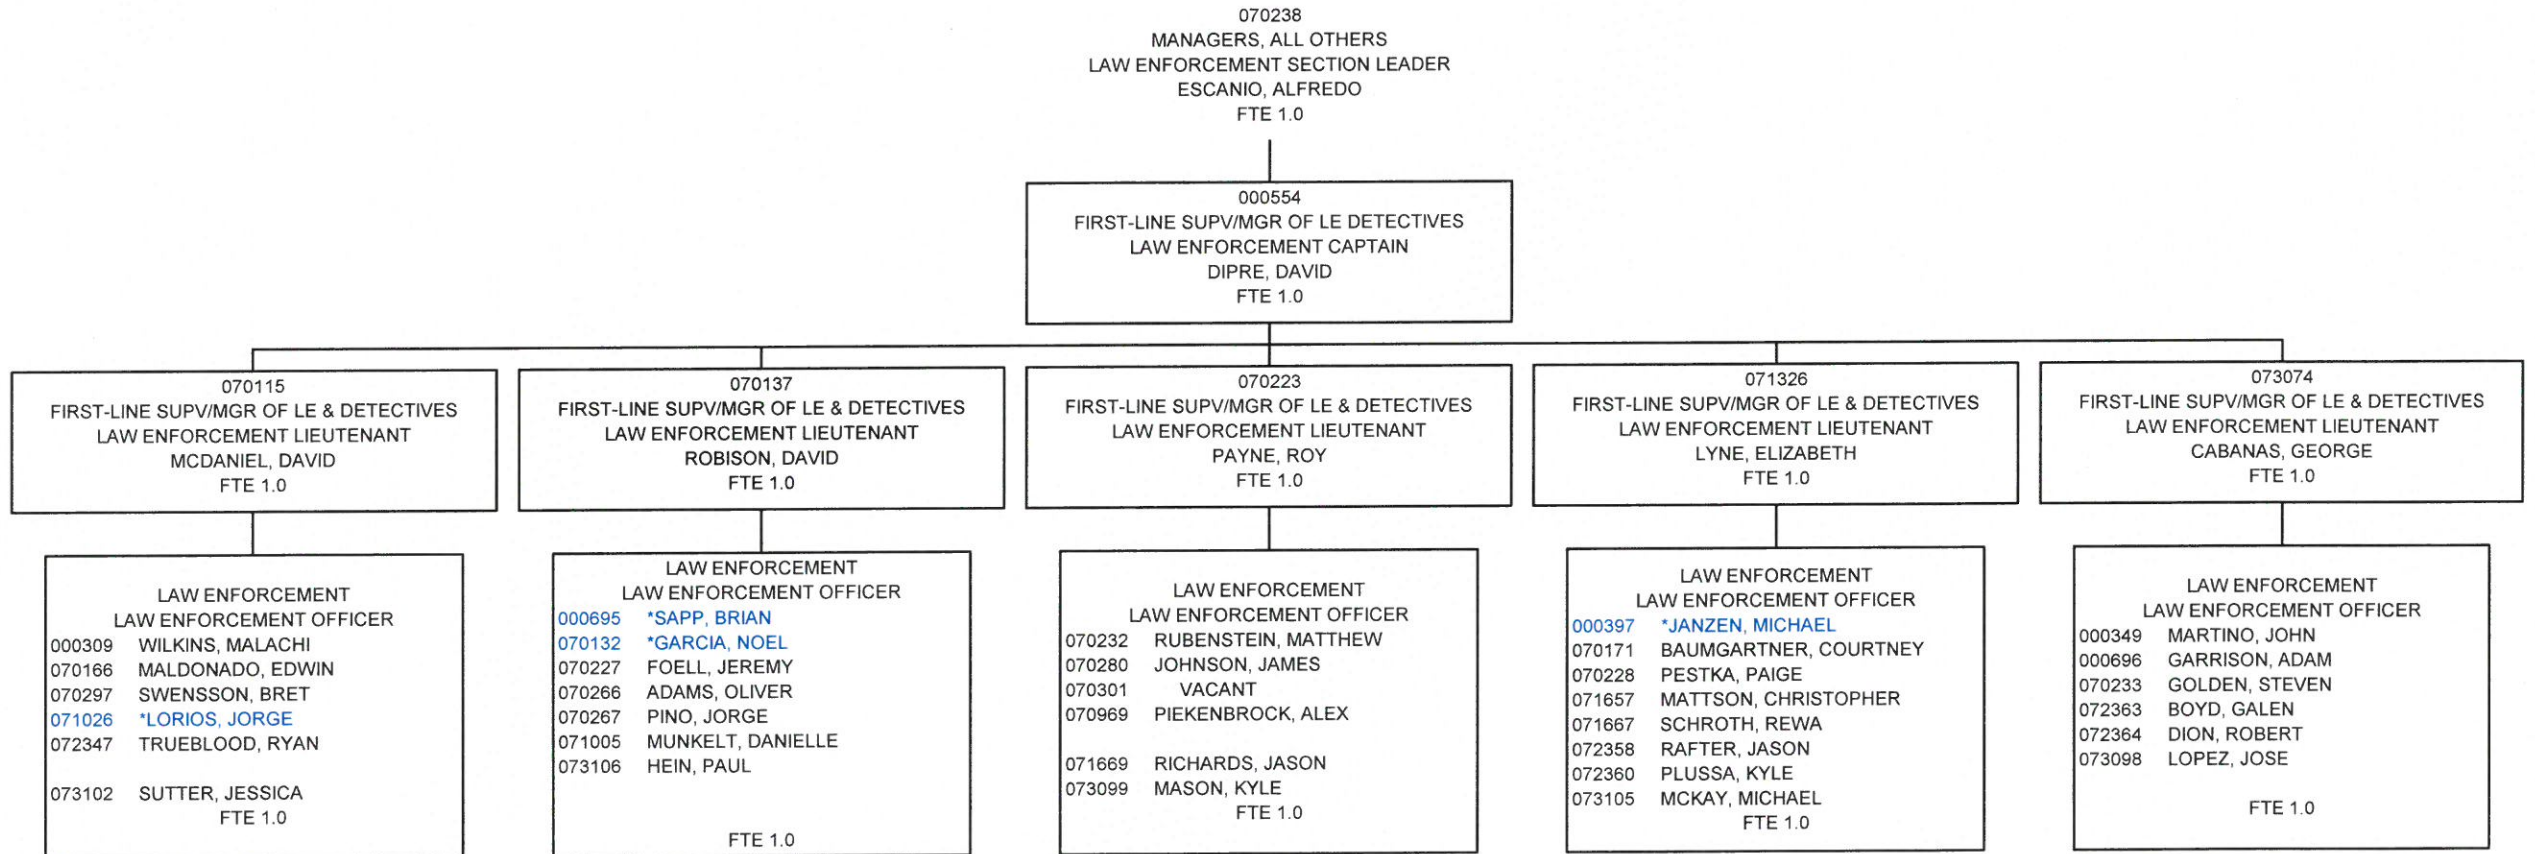 070238
MANAGERS, ALL OTHERS
LAW ENFORCEMENT SECTION LEADER
ESCANIO, ALFREDO
FTE 1.0
000554
FIRST-LINE SUPV/MGR OF LE DETECTIVES
LAW ENFORCEMENT CAPTAIN
DIPRE, DAVID
FTE 1.0
070115
FIRST-LINE SUPV/MGR OF LE & DETECTIVES
LAW ENFORCEMENT LIEUTENANT
MCDANIEL, DAVID
FTE 1.0
070137
FIRST-LINE SUPV/MGR OF LE & DETECTIVES
LAW ENFORCEMENT LIEUTENANT
ROBISON, DAVID
FTE 1.0
070223
FIRST-LINE SUPV/MGR OF LE & DETECTIVES
LAW ENFORCEMENT LIEUTENANT
PAYNE, ROY
FTE 1.0
071326
FIRST-LINE SUPV/MGR OF LE & DETECTIVES
LAW ENFORCEMENT LIEUTENANT
LYNE, ELIZABETH
FTE 1.0
073074
FIRST-LINE SUPV/MGR OF LE & DETECTIVES
LAW ENFORCEMENT LIEUTENANT
CABANAS, GEORGE
FTE 1.0
LAW ENFORCEMENT
LAW ENFORCEMENT OFFICER
000309 WILKINS, MALACHI
070166 MALDONADO, EDWIN
070297 SWENSSON, BRET
071026 *LORIOS, JORGE
072347 TRUEBLOOD, RYAN
073102 SUTTER, JESSICA
FTE 1.0
LAW ENFORCEMENT
LAW ENFORCEMENT OFFICER
000695 *SAPP, BRIAN
070132 *GARCIA, NOEL
070227 FOELL, JEREMY
070266 ADAMS, OLIVER
070267 PINO, JORGE
071005 MUNKELT, DANIELLE
073106 HEIN, PAUL
FTE 1.0
LAW ENFORCEMENT
LAW ENFORCEMENT OFFICER
070232 RUBENSTEIN, MATTHEW
070280 JOHNSON, JAMES
070301 VACANT
070969 PIEKENBROCK, ALEX
071669 RICHARDS, JASON
073099 MASON, KYLE
FTE 1.0
LAW ENFORCEMENT
LAW ENFORCEMENT OFFICER
000397 *JANZEN, MICHAEL
070171 BAUMGARTNER, COURTNEY
070228 PESTKA, PAIGE
071657 MATTSON, CHRISTOPHER
071667 SCHROTH, REWA
072358 RAFTER, JASON
072360 PLUSSA, KYLE
073105 MCKAY, MICHAEL
FTE 1.0
LAW ENFORCEMENT
LAW ENFORCEMENT OFFICER
000349 MARTINO, JOHN
000696 GARRISON, ADAM
070233 GOLDEN, STEVEN
072363 BOYD, GALEN
072364 DION, ROBERT
073098 LOPEZ, JOSE
FTE 1.0